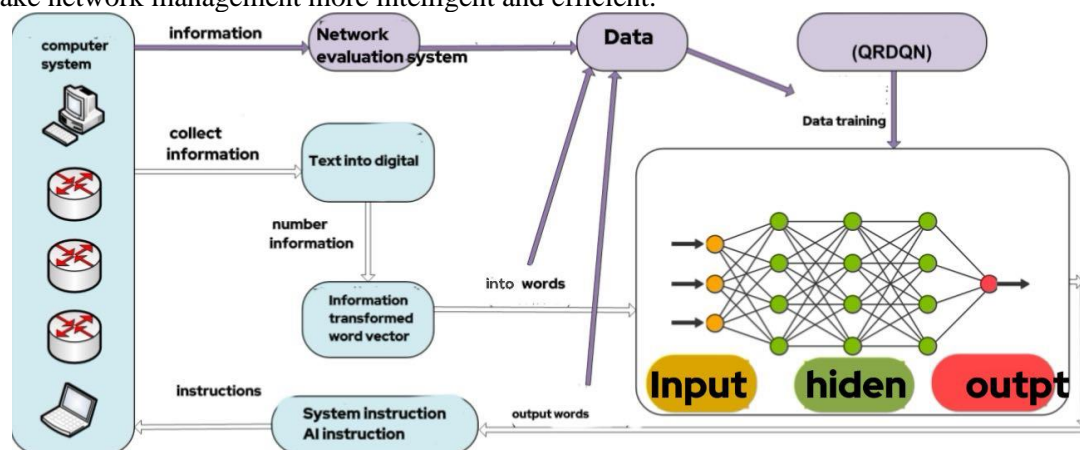 ake network management more intelligent and efficient.
computer
system
information
Network
evaluation system
Data
(QRDQN)
Data training
collect
information
Text into digital
number
information
into words
Information
transformed
word vector
Input
hiden
outpt
instructions
System instruction
AI instruction
output words